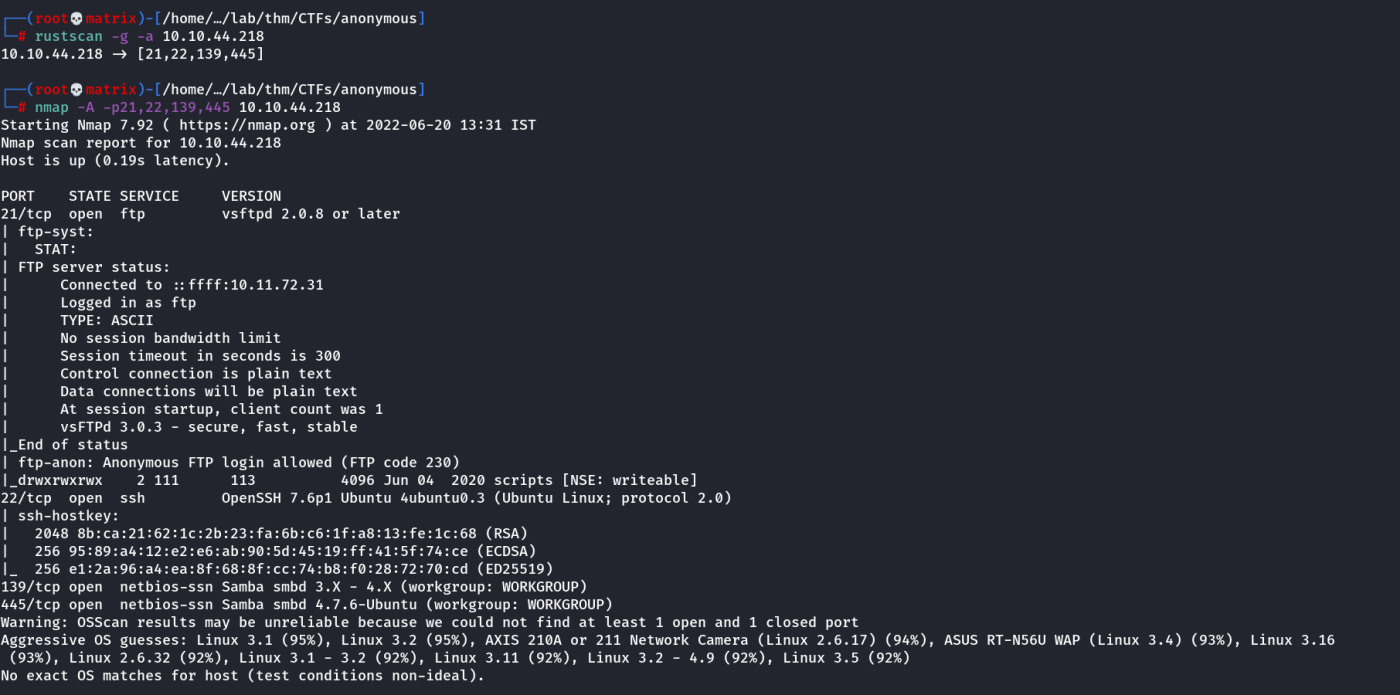 ┌──(root💀matrix)-[/home/…/lab/thm/CTFs/anonymous]
└─# rustscan -g -a 10.10.44.218
10.10.44.218 -> [21,22,139,445]

┌──(root💀matrix)-[/home/…/lab/thm/CTFs/anonymous]
└─# nmap -A -p21,22,139,445 10.10.44.218
Starting Nmap 7.92 ( https://nmap.org ) at 2022-06-20 13:31 IST
Nmap scan report for 10.10.44.218
Host is up (0.19s latency).

PORT    STATE SERVICE     VERSION
21/tcp  open  ftp         vsftpd 2.0.8 or later
| ftp-syst:
|   STAT:
| FTP server status:
|      Connected to ::ffff:10.11.72.31
|      Logged in as ftp
|      TYPE: ASCII
|      No session bandwidth limit
|      Session timeout in seconds is 300
|      Control connection is plain text
|      Data connections will be plain text
|      At session startup, client count was 1
|      vsFTPd 3.0.3 - secure, fast, stable
|_End of status
| ftp-anon: Anonymous FTP login allowed (FTP code 230)
|_drwxrwxrwx    2 111      113          4096 Jun 04  2020 scripts [NSE: writeable]
22/tcp  open  ssh         OpenSSH 7.6p1 Ubuntu 4ubuntu0.3 (Ubuntu Linux; protocol 2.0)
| ssh-hostkey:
|   2048 8b:ca:21:62:1c:2b:23:fa:6b:c6:1f:a8:13:fe:1c:68 (RSA)
|   256 95:89:a4:12:e2:e6:ab:90:5d:45:19:ff:41:5f:74:ce (ECDSA)
|_  256 e1:2a:96:a4:ea:8f:68:8f:cc:74:b8:f0:28:72:70:cd (ED25519)
139/tcp open  netbios-ssn Samba smbd 3.X - 4.X (workgroup: WORKGROUP)
445/tcp open  netbios-ssn Samba smbd 4.7.6-Ubuntu (workgroup: WORKGROUP)
Warning: OSScan results may be unreliable because we could not find at least 1 open and 1 closed port
Aggressive OS guesses: Linux 3.1 (95%), Linux 3.2 (95%), AXIS 210A or 211 Network Camera (Linux 2.6.17) (94%), ASUS RT-N56U WAP (Linux 3.4) (93%), Linux 3.16
 (93%), Linux 2.6.32 (92%), Linux 3.1 - 3.2 (92%), Linux 3.11 (92%), Linux 3.2 - 4.9 (92%), Linux 3.5 (92%)
No exact OS matches for host (test conditions non-ideal).